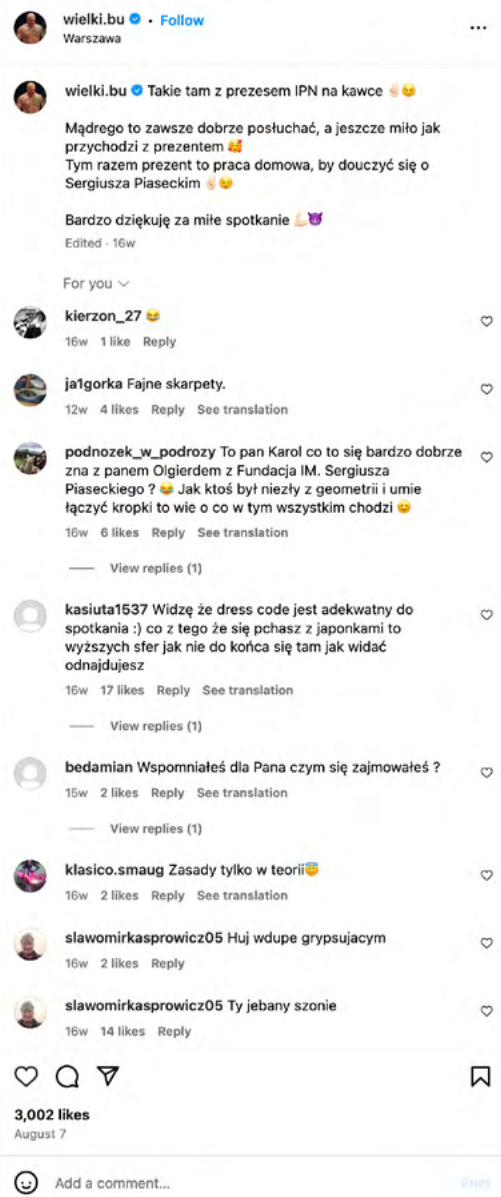 wielki.bu • Follow
Warszawa
wielki.bu Takie tam z prezesem IPN na kawce ✌🏻😉
Mądrego to zawsze dobrze posłuchać, a jeszcze miło jak
przychodzi z prezentem 🥰
Tym razem prezent to praca domowa, by douczyć się o
Sergiusza Piaseckim ✌🏻😉
Bardzo dziękuję za miłe spotkanie 💪🏻😈
Edited · 16w
For you
kierzon_27 😂
16w 1 like Reply
ja1gorka Fajne skarpety.
12w 4 likes Reply See translation
podnozek_w_podrozy To pan Karol co to się bardzo dobrze
zna z panem Olgierdem z Fundacja IM. Sergiusza
Piaseckiego ? 😂 Jak ktoś był niezły z geometrii i umie
łączyć kropki to wie o co w tym wszystkim chodzi 😊
16w 6 likes Reply See translation
View replies (1)
kasiuta1537 Widzę że dress code jest adekwatny do
spotkania :) co z tego że się pchasz z japonkami to
wyższych sfer jak nie do końca się tam jak widać
odnajdujesz
16w 17 likes Reply See translation
View replies (1)
bedamian Wspomniałeś dla Pana czym się zajmowałeś ?
15w 2 likes Reply See translation
View replies (1)
klasico.smaug Zasady tylko w teorii😇
16w 2 likes Reply See translation
slawomirkasprowicz05 Huj wdupe grypsujacym
16w 2 likes Reply
slawomirkasprowicz05 Ty jebany szonie
16w 14 likes Reply
3,002 likes
August 7
Add a comment...
Post